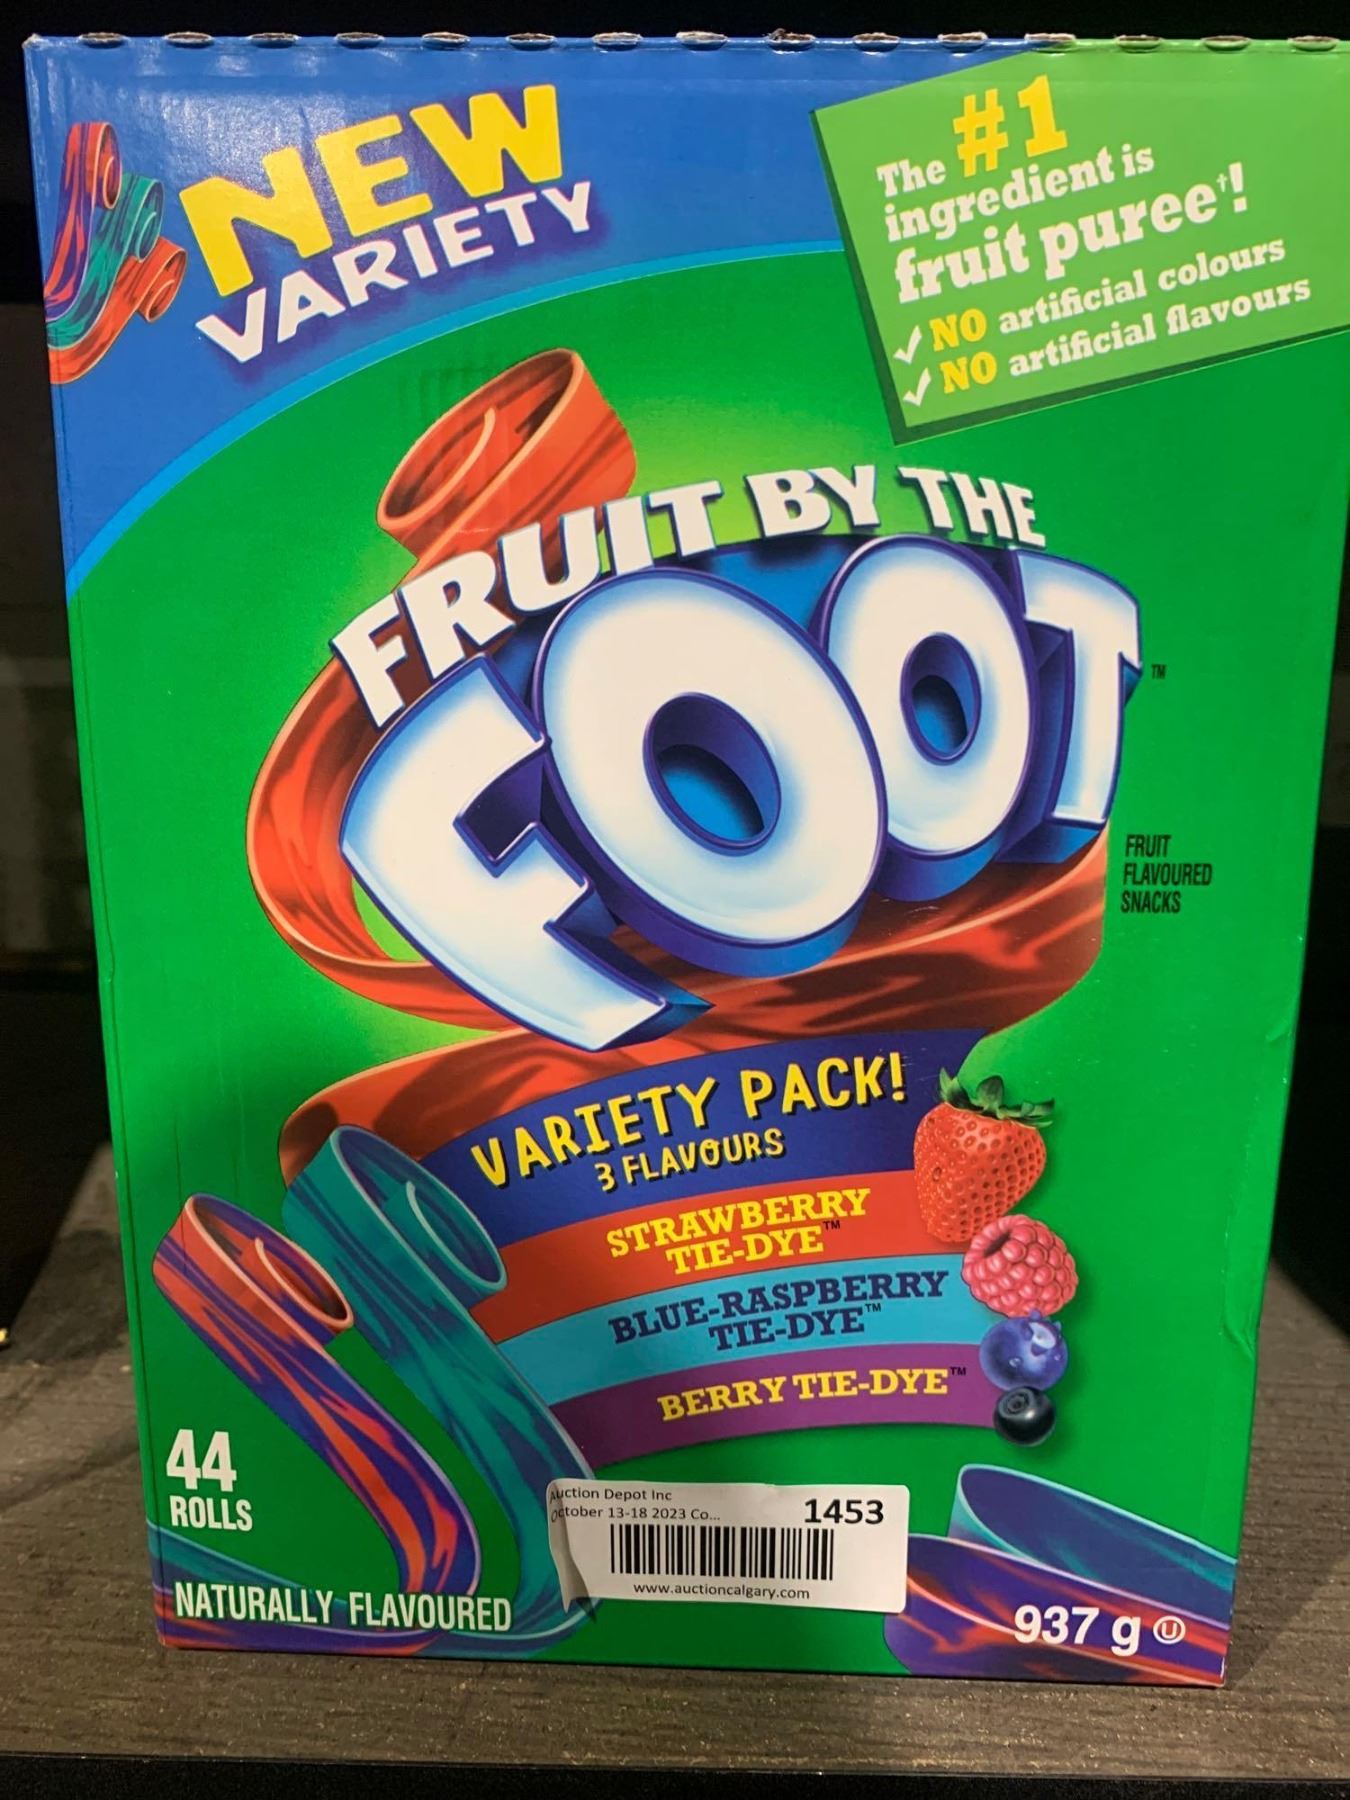 NEW
VARIETY
The #1
ingredient is
fruit puree†!
✓ NO artificial colours
✓ NO artificial flavours
FRUIT BY THE
FOOT™
FRUIT
FLAVOURED
SNACKS
VARIETY PACK!
3 FLAVOURS
STRAWBERRY
TIE-DYE™
BLUE-RASPBERRY
TIE-DYE™
BERRY TIE-DYE™
44
ROLLS
NATURALLY FLAVOURED
Auction Depot Inc
October 13-18 2023 Co...
1453
www.auctioncalgary.com
937 g Ⓤ